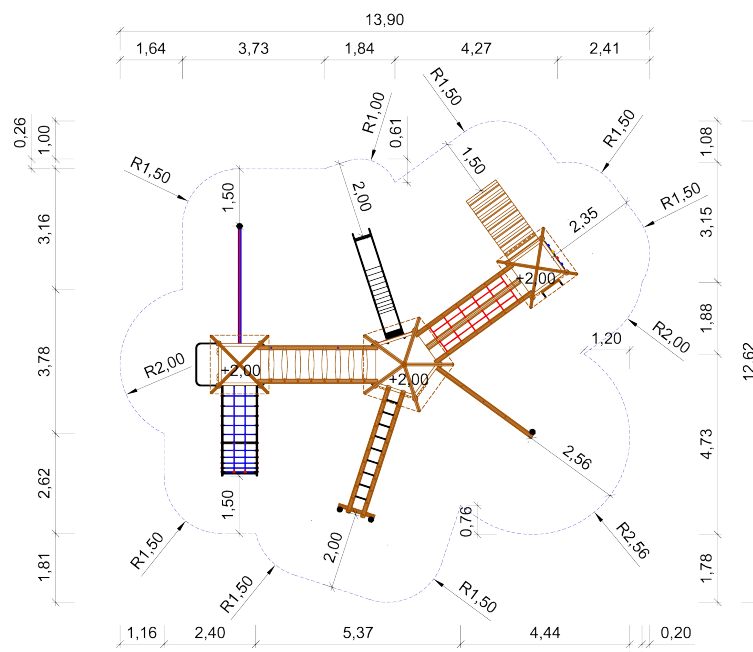 13,90
1,64 3,73 1,84 4,27 2,41
0,26 1,00 R1,50 R1,00 0,61 R1,50 1,50 R1,50 1,08
R1,50 1,50 2,00 2,35 R1,50
3,16 3,15
+2,00
1,88
1,20 R2,00
3,78 R2,00 +2,00 +2,00 12,62
2,56 4,73
2,62 1,50 0,76
R1,50 2,00 R2,56
1,81 R1,50 R1,50 1,78
1,16 2,40 5,37 4,44 0,20